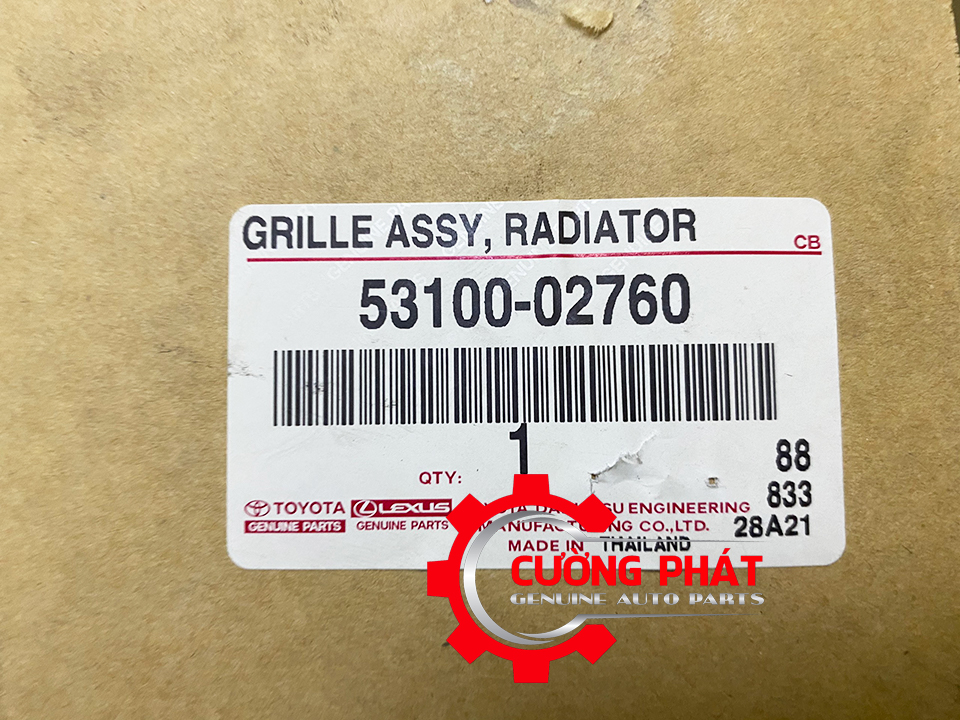 GRILLE ASSY, RADIATOR
CB
53100-02760
1
QTY:
88
833
28A21
TOYOTA
GENUINE PARTS
LEXUS
GENUINE PARTS
ENGINEERING
CO.,LTD.
MADE IN THAILAND
CƯỜNG PHÁT
GENUINE AUTO PARTS